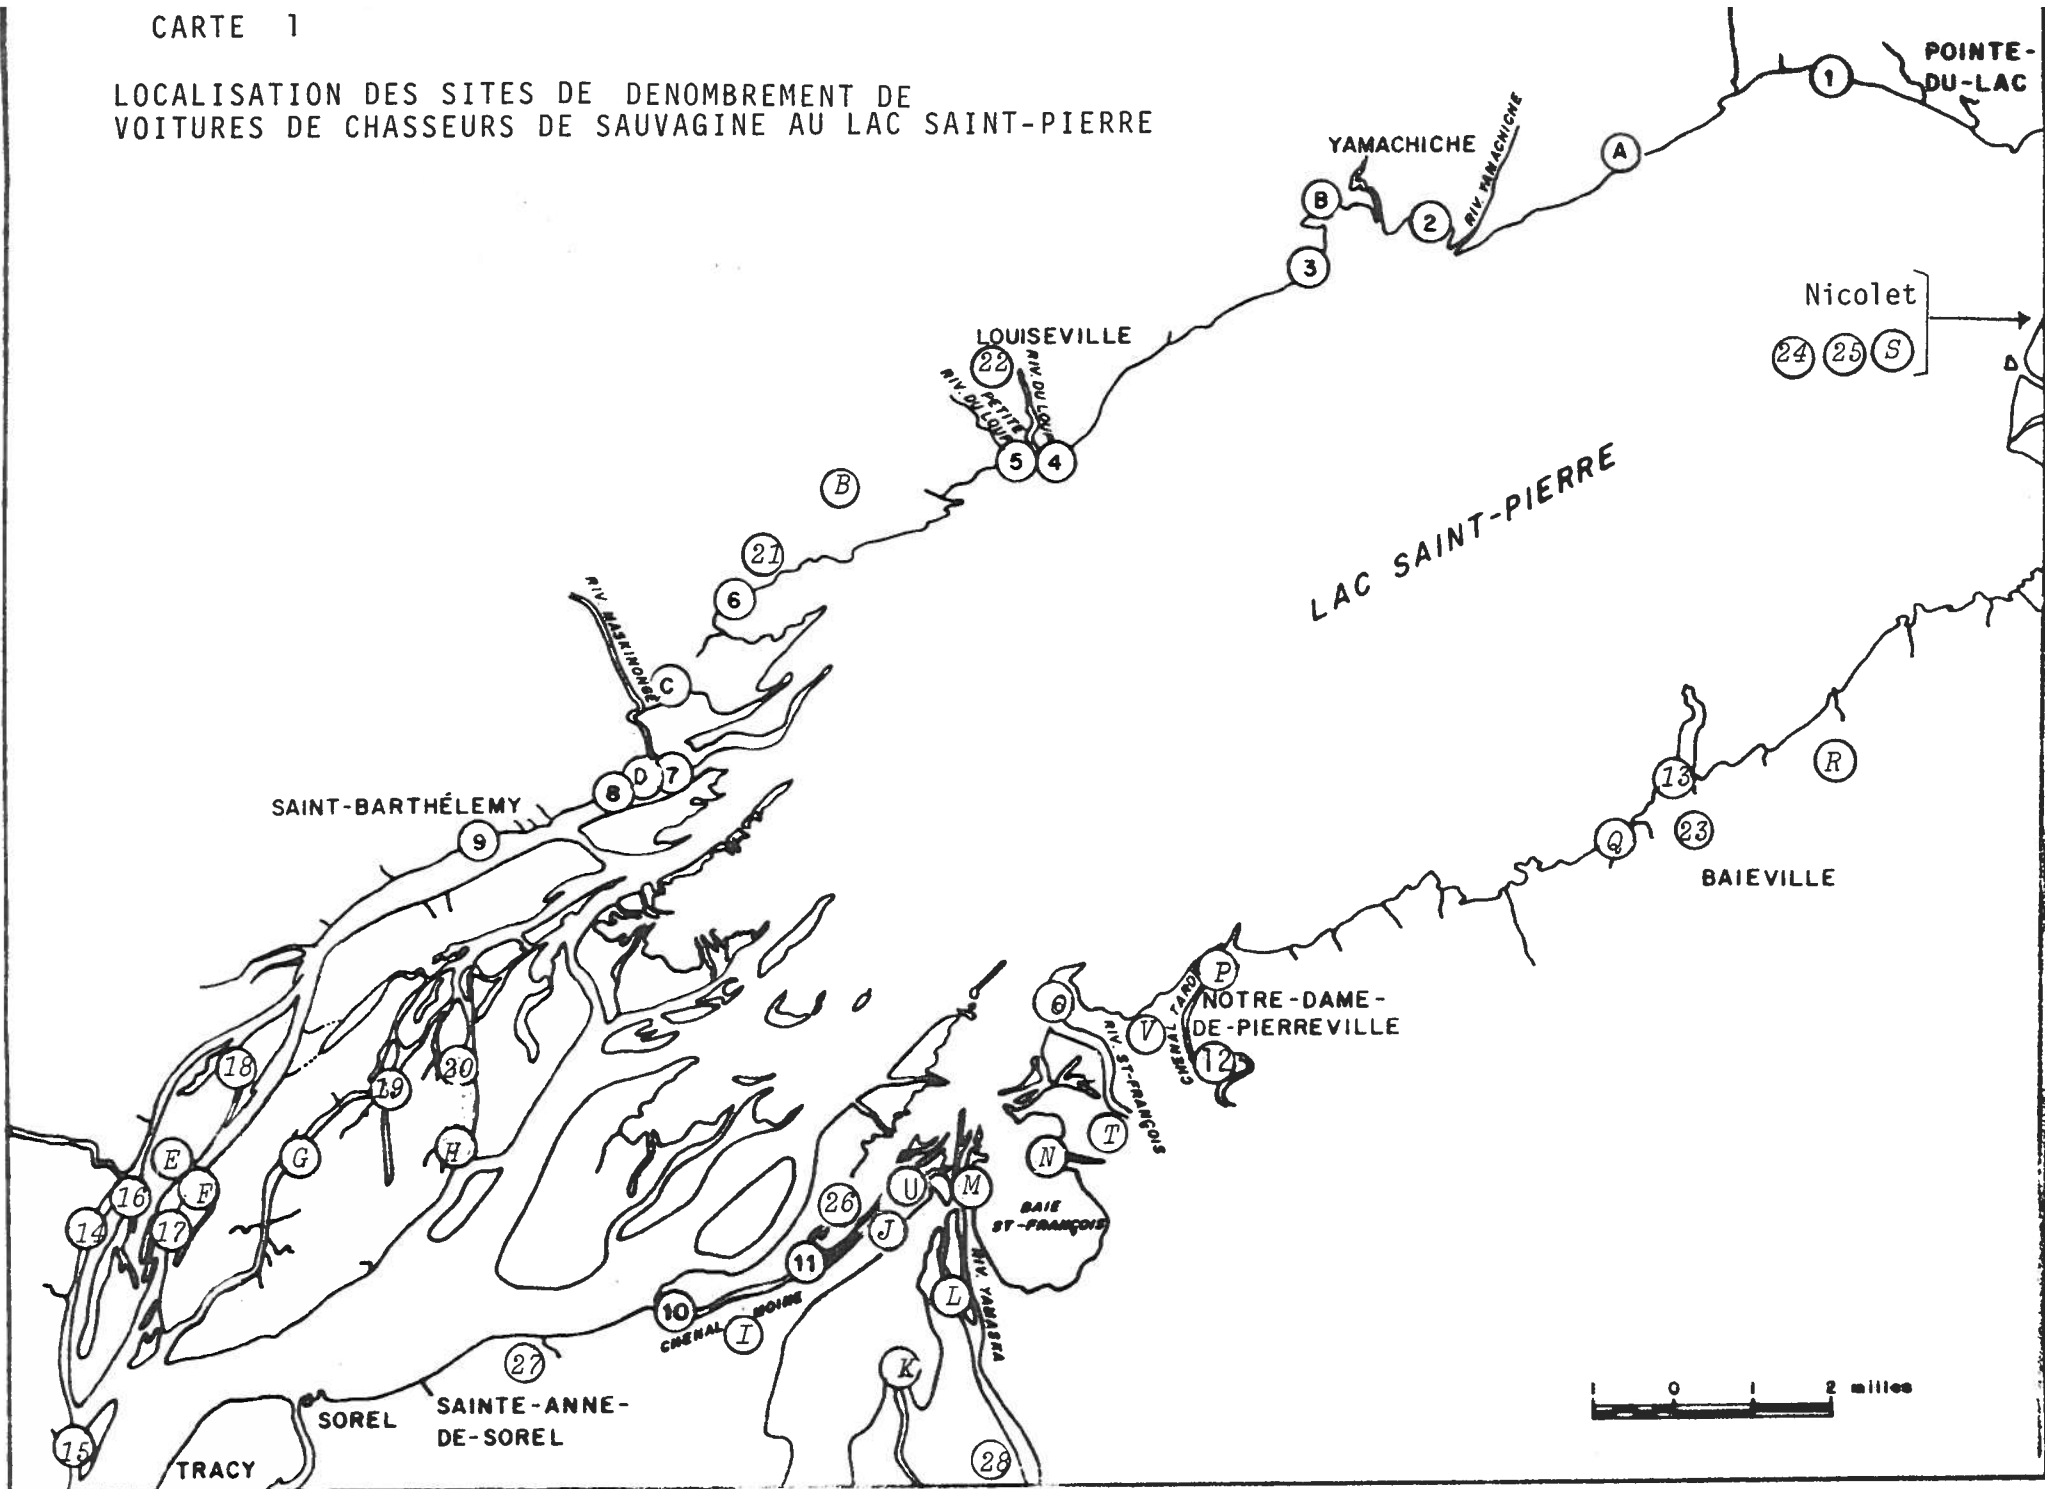 CARTE 1
LOCALISATION DES SITES DE DENOMBREMENT DE
VOITURES DE CHASSEURS DE SAUVAGINE AU LAC SAINT-PIERRE
POINTE-
DU-LAC
1
A
YAMACHICHE
RIV. YAMACHICHE
B
2
3
Nicolet
24 25 S
LOUISEVILLE
22
RIV. DU LOUP
PETITE
RIV. DU LOUP
5 4
B
21
6
LAC SAINT-PIERRE
RIV. MASKINONGÉ
C
D 7
8
SAINT-BARTHÉLEMY
9
R
13
Q
23
BAIEVILLE
P
NOTRE-DAME-
DE-PIERREVILLE
CHENAL TARD
V
12
RIV. ST-FRANÇOIS
T
N
BAIE
ST-FRANÇOIS
18
20
19
E
G
H
F
16
14
17
26
U
M
J
11
10
CHENAL MOINE
I
L
RIV. YAMASKA
K
27
SAINTE-ANNE-
DE-SOREL
SOREL
15
TRACY
28
1 0 1 2 milles